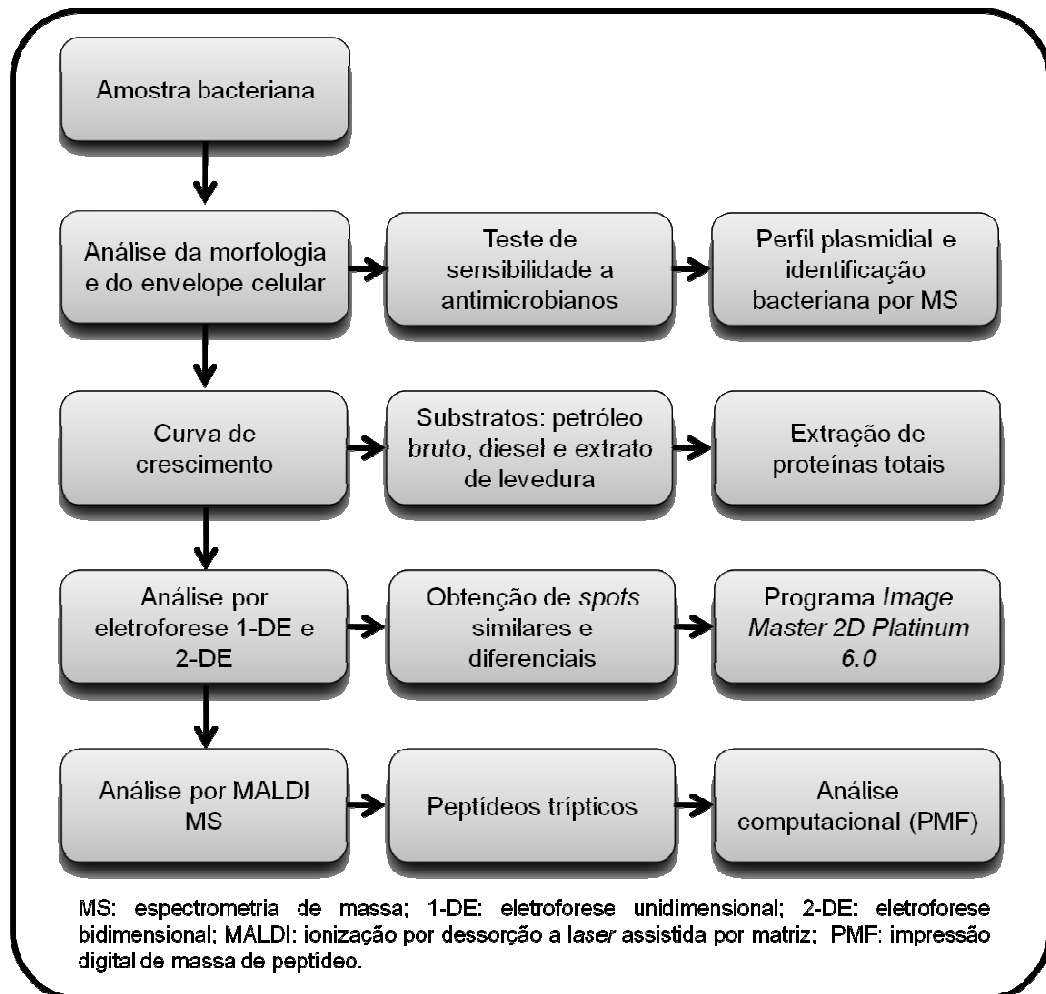 Amostra bacteriana
Análise da morfologia
e do envelope celular
Teste de
sensibilidade a
antimicrobianos
Perfil plasmidial e
identificação
bacteriana por MS
Curva de
crescimento
Substratos: petróleo
bruto, diesel e extrato
de levedura
Extração de
proteínas totais
Análise por
eletroforese 1-DE e
2-DE
Obtenção de spots
similares e
diferenciais
Programa Image
Master 2D Platinum
6.0
Análise por MALDI
MS
Peptídeos trípticos
Análise
computacional (PMF)
MS: espectrometria de massa; 1-DE: eletroforese unidimensional; 2-DE: eletroforese
bidimensional; MALDI: ionização por dessorção a laser assistida por matriz; PMF: impressão
digital de massa de peptídeo.